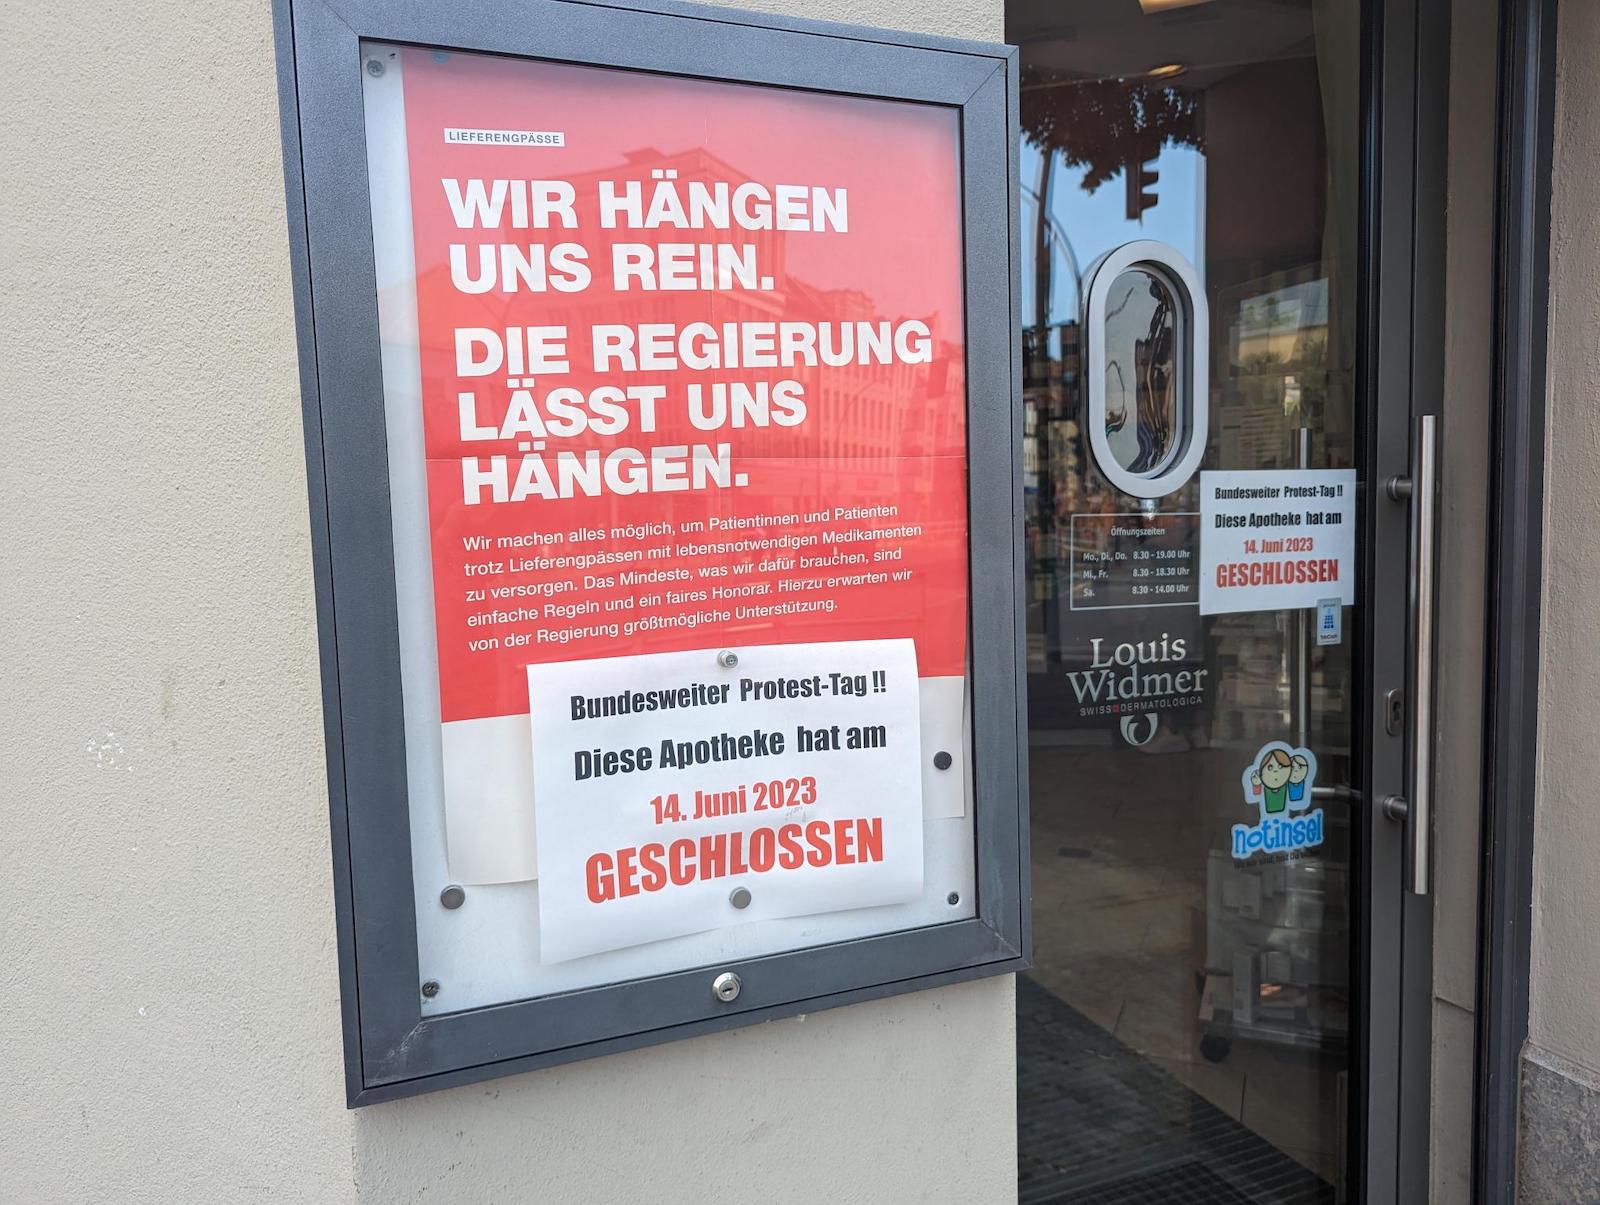 LIEFERENGPÄSSE
WIR HÄNGEN
UNS REIN.
DIE REGIERUNG
LÄSST UNS
HÄNGEN.
Wir machen alles möglich, um Patientinnen und Patienten
trotz Lieferengpässen mit lebensnotwendigen Medikamenten
zu versorgen. Das Mindeste, was wir dafür brauchen, sind
einfache Regeln und ein faires Honorar. Hierzu erwarten wir
von der Regierung größtmögliche Unterstützung.
Bundesweiter Protest-Tag !!
Diese Apotheke hat am
14. Juni 2023
GESCHLOSSEN
Öffnungszeiten
Mo., Di., Do. 8.30 - 19.00 Uhr
Mi., Fr. 8.30 - 18.30 Uhr
Sa. 8.30 - 14.00 Uhr
Bundesweiter Protest-Tag !!
Diese Apotheke hat am
14. Juni 2023
GESCHLOSSEN
Louis
Widmer
SWISS DERMATOLOGICA
notinsel